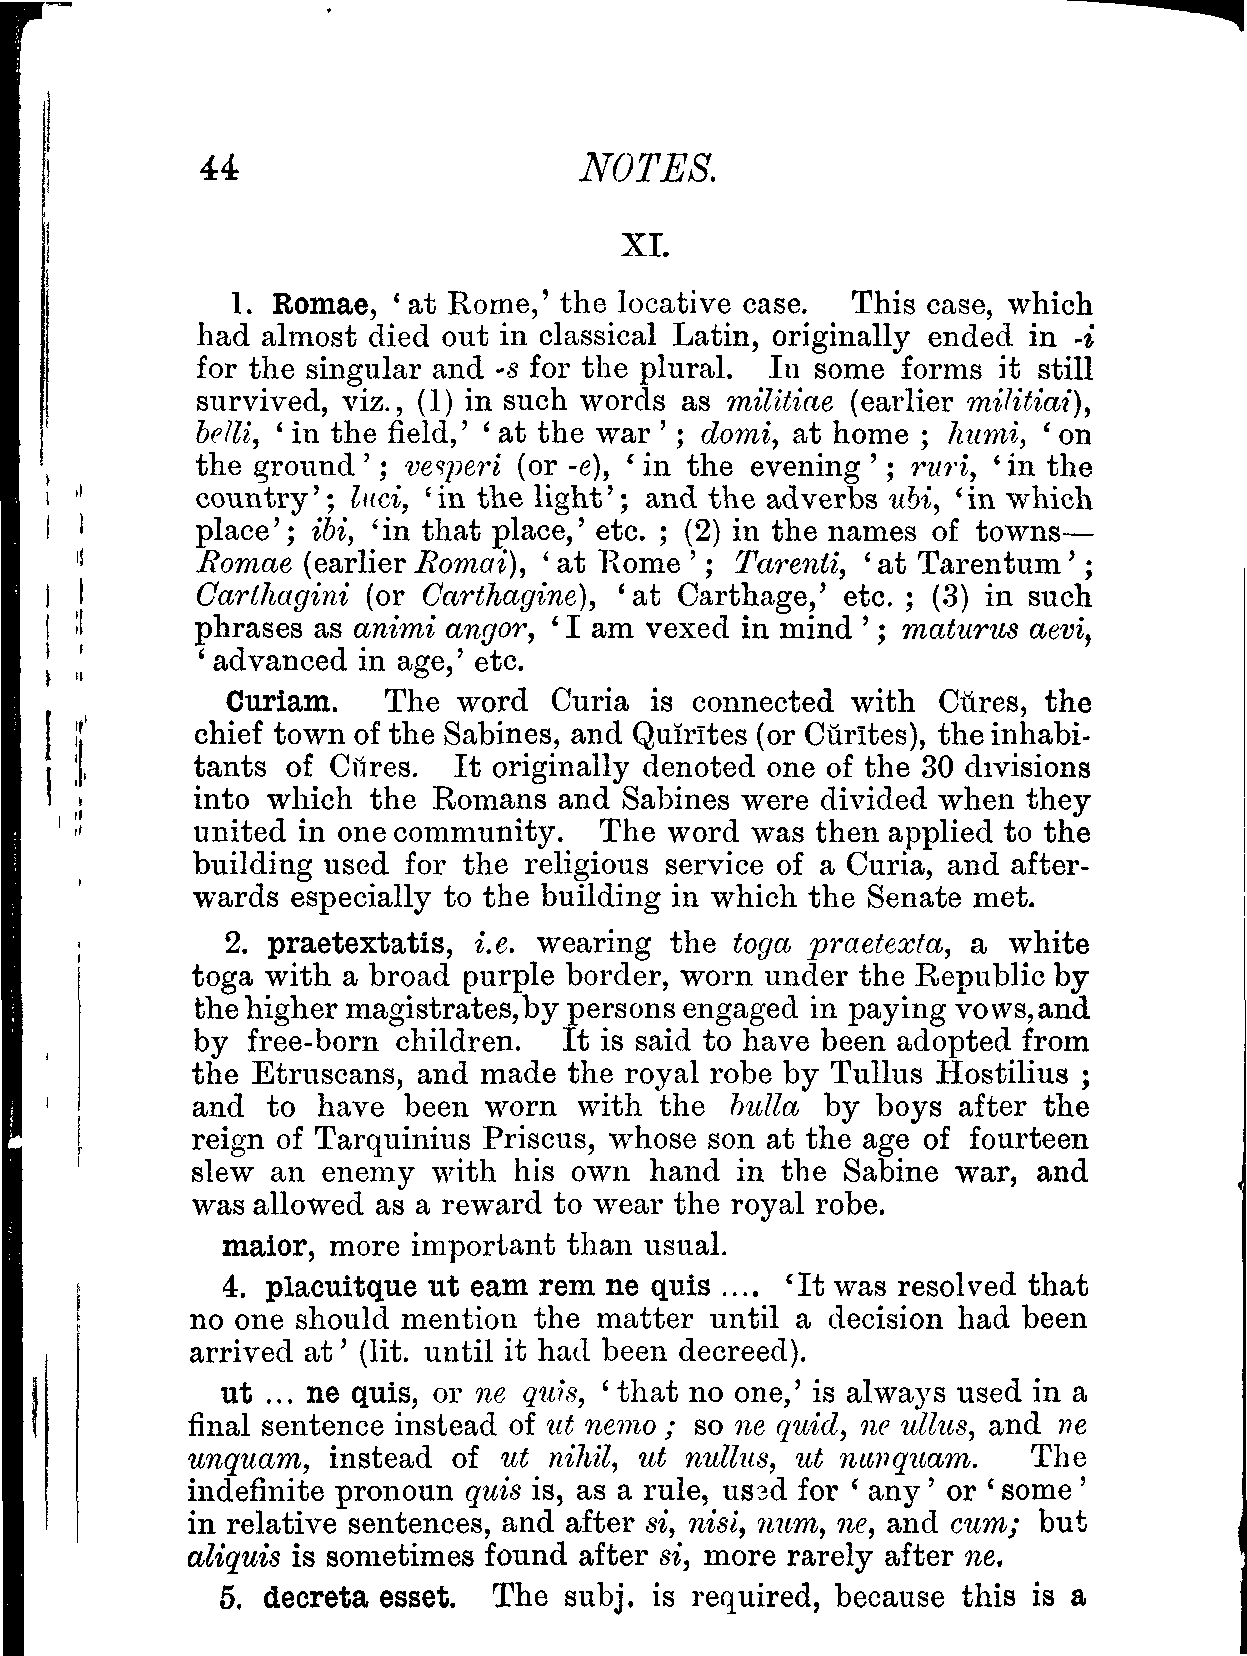 44 NOTES.
XI.
1. Romae, ‘at Rome,’ the locative case. This case, which
had almost died out in classical Latin, originally ended in -i
for the singular and -s for the plural. In some forms it still
survived, viz., (1) in such words as militiae (earlier militiai),
belli, ‘in the field,’ ‘at the war’; domi, at home; humi, ‘on
the ground’; vesperi (or -e), ‘in the evening’; ruri, ‘in the
country’; luci, ‘in the light’; and the adverbs ubi, ‘in which
place’; ibi, ‘in that place,’ etc.; (2) in the names of towns—
Romae (earlier Romai), ‘at Rome’; Tarenti, ‘at Tarentum’;
Carthagini (or Carthagine), ‘at Carthage,’ etc.; (3) in such
phrases as animi angor, ‘I am vexed in mind’; maturus aevi,
‘advanced in age,’ etc.
Curiam. The word Curia is connected with Cŭres, the
chief town of the Sabines, and Quĭrītes (or Cŭrītes), the inhabi-
tants of Cŭres. It originally denoted one of the 30 divisions
into which the Romans and Sabines were divided when they
united in one community. The word was then applied to the
building used for the religious service of a Curia, and after-
wards especially to the building in which the Senate met.
2. praetextatis, i.e. wearing the toga praetexta, a white
toga with a broad purple border, worn under the Republic by
the higher magistrates, by persons engaged in paying vows, and
by free-born children. It is said to have been adopted from
the Etruscans, and made the royal robe by Tullus Hostilius;
and to have been worn with the bulla by boys after the
reign of Tarquinius Priscus, whose son at the age of fourteen
slew an enemy with his own hand in the Sabine war, and
was allowed as a reward to wear the royal robe.
maior, more important than usual.
4. placuitque ut eam rem ne quis .... ‘It was resolved that
no one should mention the matter until a decision had been
arrived at’ (lit. until it had been decreed).
ut ... ne quis, or ne quis, ‘that no one,’ is always used in a
final sentence instead of ut nemo; so ne quid, ne ullus, and ne
unquam, instead of ut nihil, ut nullus, ut nunquam. The
indefinite pronoun quis is, as a rule, used for ‘any’ or ‘some’
in relative sentences, and after si, nisi, num, ne, and cum; but
aliquis is sometimes found after si, more rarely after ne.
5. decreta esset. The subj. is required, because this is a